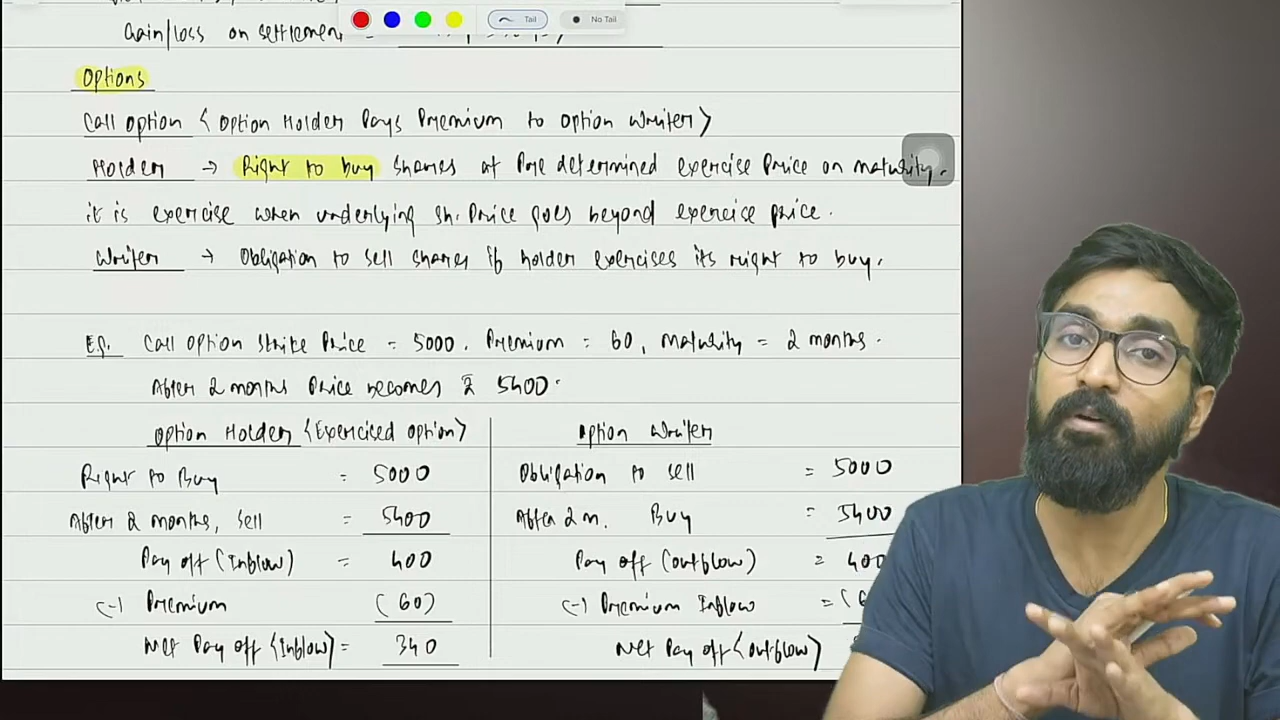 Tail
No Tail
Gain/loss on settlement =
Options
Call option {Option Holder Pays Premium to option writer}
Holder → Right to buy shares at Pre determined exercise Price on maturity.
it is exercise when underlying sh. Price goes beyond exercise price.
Writer → Obligation to sell shares if holder exercises its right to buy.
Eg. Call Option Strike Price = 5000. Premium = 60, Maturity = 2 months.
After 2 months Price becomes ₹ 5400.
Option Holder {Exercised option}
Right to Buy = 5000
After 2 months, sell = 5400
Pay off (Inflow) = 400
(-) Premium (60)
Net Pay off {Inflow} = 340
Option Writer
Obligation to sell = 5000
After 2 m. Buy = 5400
Pay off (outflow) = 400
(-) Premium Inflow = (6
Net Pay off {outflow}